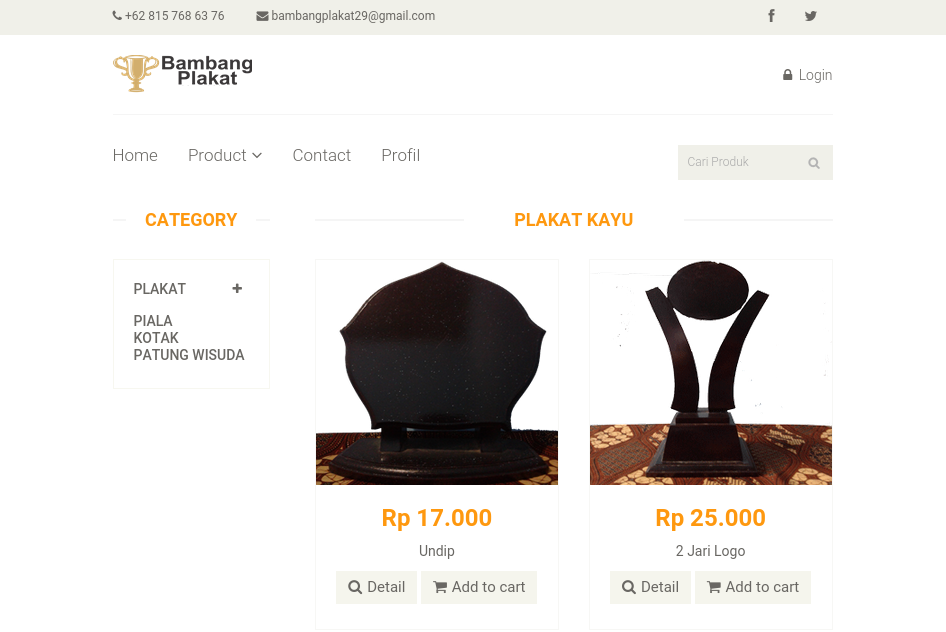 +62 815 768 63 76
bambangplakat29@gmail.com
Bambang
Plakat
Login
Home
Product
Contact
Profil
Cari Produk
CATEGORY
PLAKAT
PIALA
KOTAK
PATUNG WISUDA
PLAKAT KAYU
Rp 17.000
Undip
Detail
Add to cart
Rp 25.000
2 Jari Logo
Detail
Add to cart